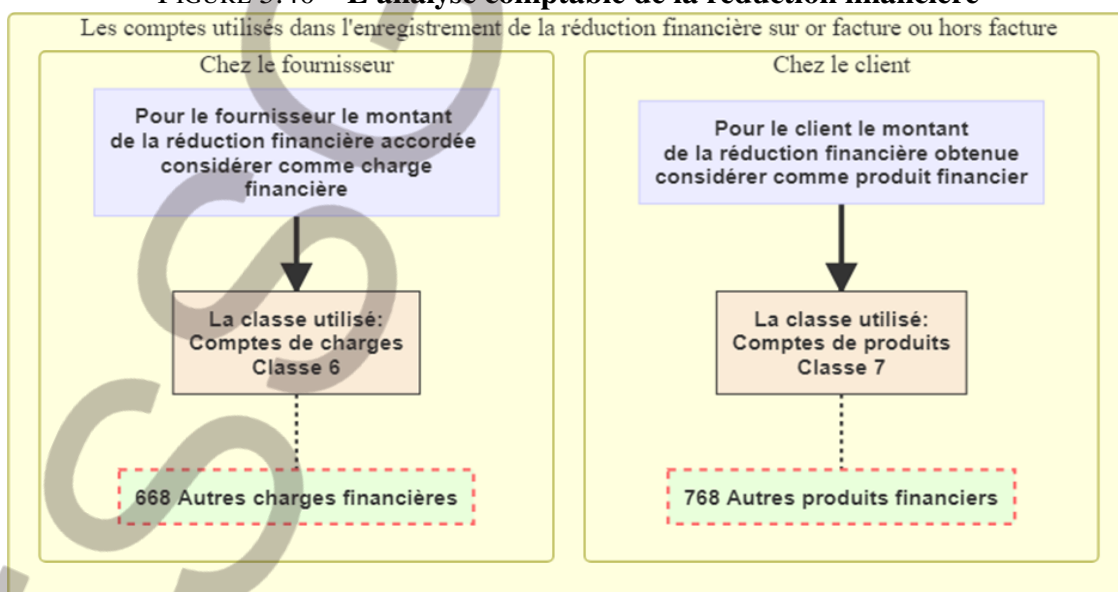 FIGURE 3.40 – L'analyse comptable de la réduction financière
Les comptes utilisés dans l'enregistrement de la réduction financière sur or facture ou hors facture
Chez le fournisseur
Pour le fournisseur le montant
de la réduction financière accordée
considérer comme charge
financière
La classe utilisé:
Comptes de charges
Classe 6
668 Autres charges financières
Chez le client
Pour le client le montant
de la réduction financière obtenue
considérer comme produit financier
La classe utilisé:
Comptes de produits
Classe 7
768 Autres produits financiers